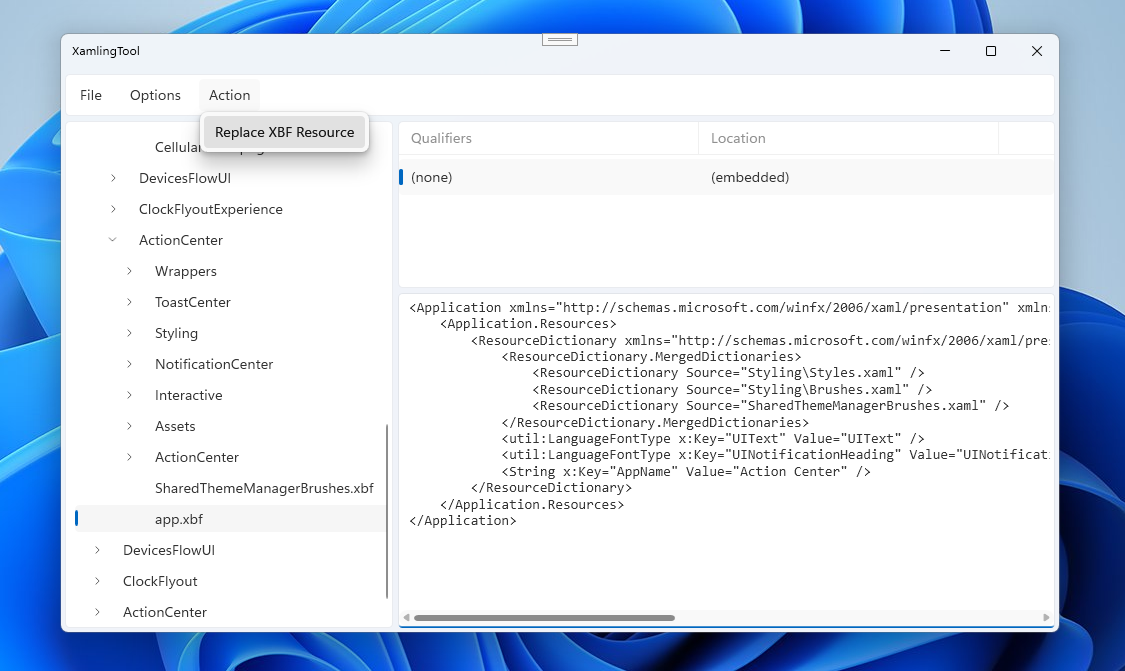 XamlingTool
File Options Action
Replace XBF Resource
DevicesFlowUI
ClockFlyoutExperience
ActionCenter
Wrappers
ToastCenter
Styling
NotificationCenter
Interactive
Assets
ActionCenter
SharedThemeManagerBrushes.xbf
app.xbf
DevicesFlowUI
ClockFlyout
ActionCenter
Qualifiers Location
(none) (embedded)
<Application xmlns="http://schemas.microsoft.com/winfx/2006/xaml/presentation" xmln
<Application.Resources>
<ResourceDictionary xmlns="http://schemas.microsoft.com/winfx/2006/xaml/pre
<ResourceDictionary.MergedDictionaries>
<ResourceDictionary Source="Styling\Styles.xaml" />
<ResourceDictionary Source="Styling\Brushes.xaml" />
<ResourceDictionary Source="SharedThemeManagerBrushes.xaml" />
</ResourceDictionary.MergedDictionaries>
<util:LanguageFontType x:Key="UIText" Value="UIText" />
<util:LanguageFontType x:Key="UINotificationHeading" Value="UINotificat
<String x:Key="AppName" Value="Action Center" />
</ResourceDictionary>
</Application.Resources>
</Application>